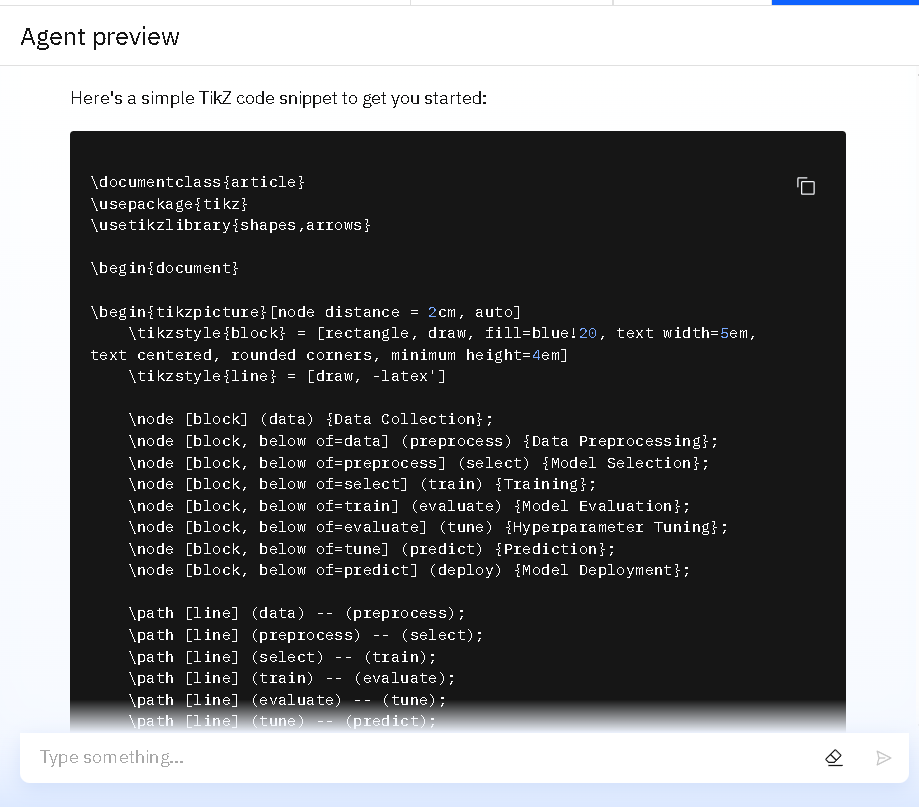 Agent preview
Here's a simple TikZ code snippet to get you started:
\documentclass{article}
\usepackage{tikz}
\usetikzlibrary{shapes,arrows}
\begin{document}
\begin{tikzpicture}[node distance = 2cm, auto]
\tikzstyle{block} = [rectangle, draw, fill=blue!20, text width=5em,
text centered, rounded corners, minimum height=4em]
\tikzstyle{line} = [draw, -latex']
\node [block] (data) {Data Collection};
\node [block, below of=data] (preprocess) {Data Preprocessing};
\node [block, below of=preprocess] (select) {Model Selection};
\node [block, below of=select] (train) {Training};
\node [block, below of=train] (evaluate) {Model Evaluation};
\node [block, below of=evaluate] (tune) {Hyperparameter Tuning};
\node [block, below of=tune] (predict) {Prediction};
\node [block, below of=predict] (deploy) {Model Deployment};
\path [line] (data) -- (preprocess);
\path [line] (preprocess) -- (select);
\path [line] (select) -- (train);
\path [line] (train) -- (evaluate);
\path [line] (evaluate) -- (tune);
\path [line] (tune) -- (predict);
Type something...